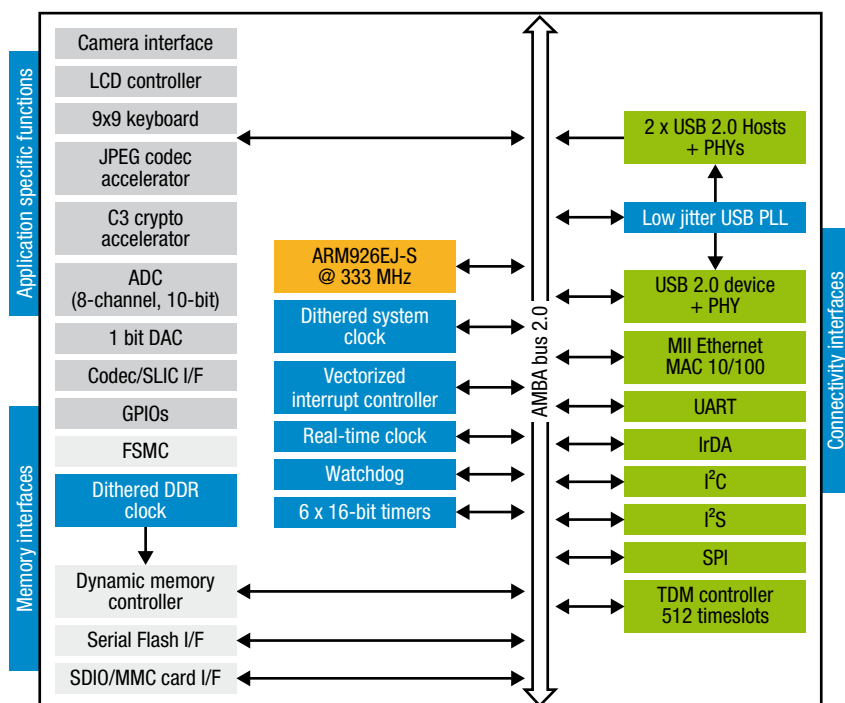 Application specific functions
Camera interface
LCD controller
9x9 keyboard
JPEG codec
accelerator
C3 crypto
accelerator
ADC
(8-channel, 10-bit)
1 bit DAC
Codec/SLIC I/F
GPIOs
Memory interfaces
FSMC
Dithered DDR
clock
Dynamic memory
controller
Serial Flash I/F
SDIO/MMC card I/F
ARM926EJ-S
@ 333 MHz
Dithered system
clock
Vectorized
interrupt controller
Real-time clock
Watchdog
6 x 16-bit timers
AMBA bus 2.0
2 x USB 2.0 Hosts
+ PHYs
Low jitter USB PLL
USB 2.0 device
+ PHY
MII Ethernet
MAC 10/100
UART
IrDA
I²C
I²S
SPI
TDM controller
512 timeslots
Connectivity interfaces